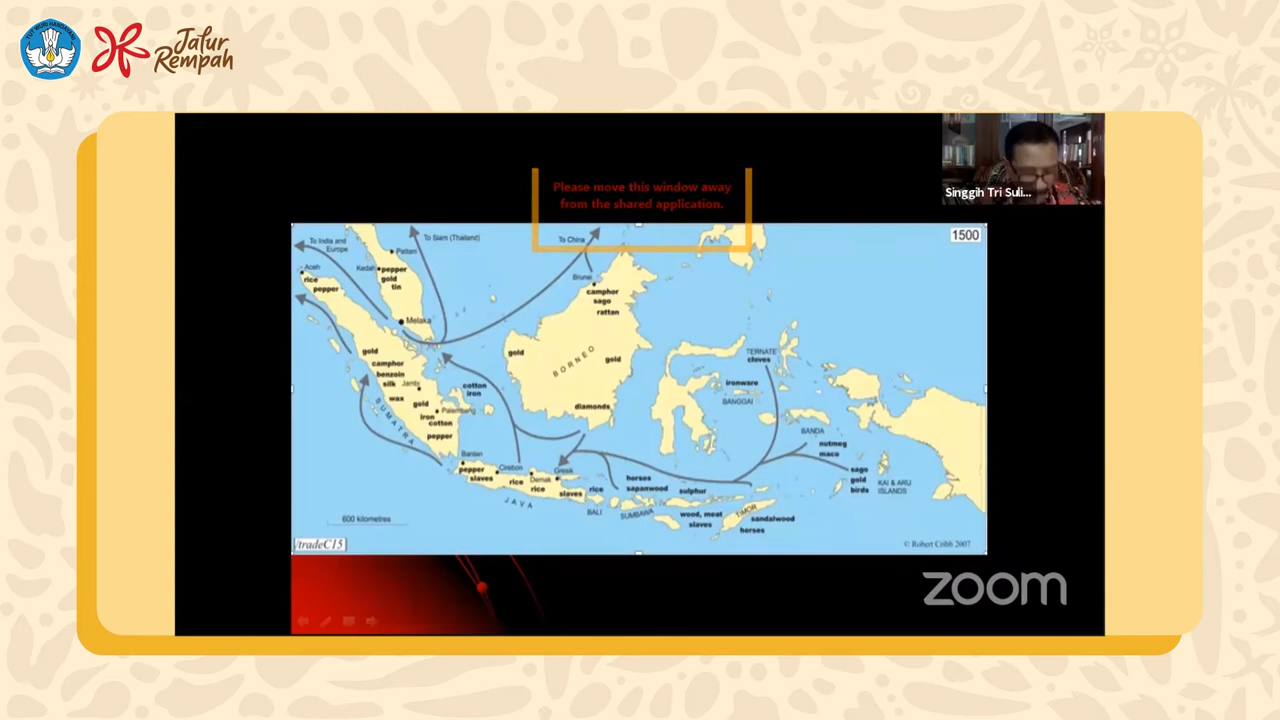 TUT WURI HANDAYANI
Jalur
Rempah
Singgih Tri Suli...
Please move this window away
from the shared application.
1500
To India and
Europe
To Siam (Thailand)
To China
Pattani
Aceh
Kedah
pepper
gold
tin
rice
pepper
Brunei
camphor
sago
rattan
Melaka
gold
camphor
benzoin
silk
Jambi
wax
gold
iron
Palembang
cotton
pepper
SUMATRA
cotton
iron
gold
BORNEO
gold
diamonds
TERNATE
cloves
ironware
BANGGAI
BANDA
nutmeg
mace
sago
gold
birds
KAI & ARU
ISLANDS
Banten
pepper
slaves
Cirebon
rice
Demak
rice
Gresik
slaves
rice
JAVA
BALI
horses
sapanwood
SUMBAWA
sulphur
wood, meat
slaves
TIMOR
sandalwood
horses
600 kilometres
/tradeC15
© Robert Cribb 2007
zoom